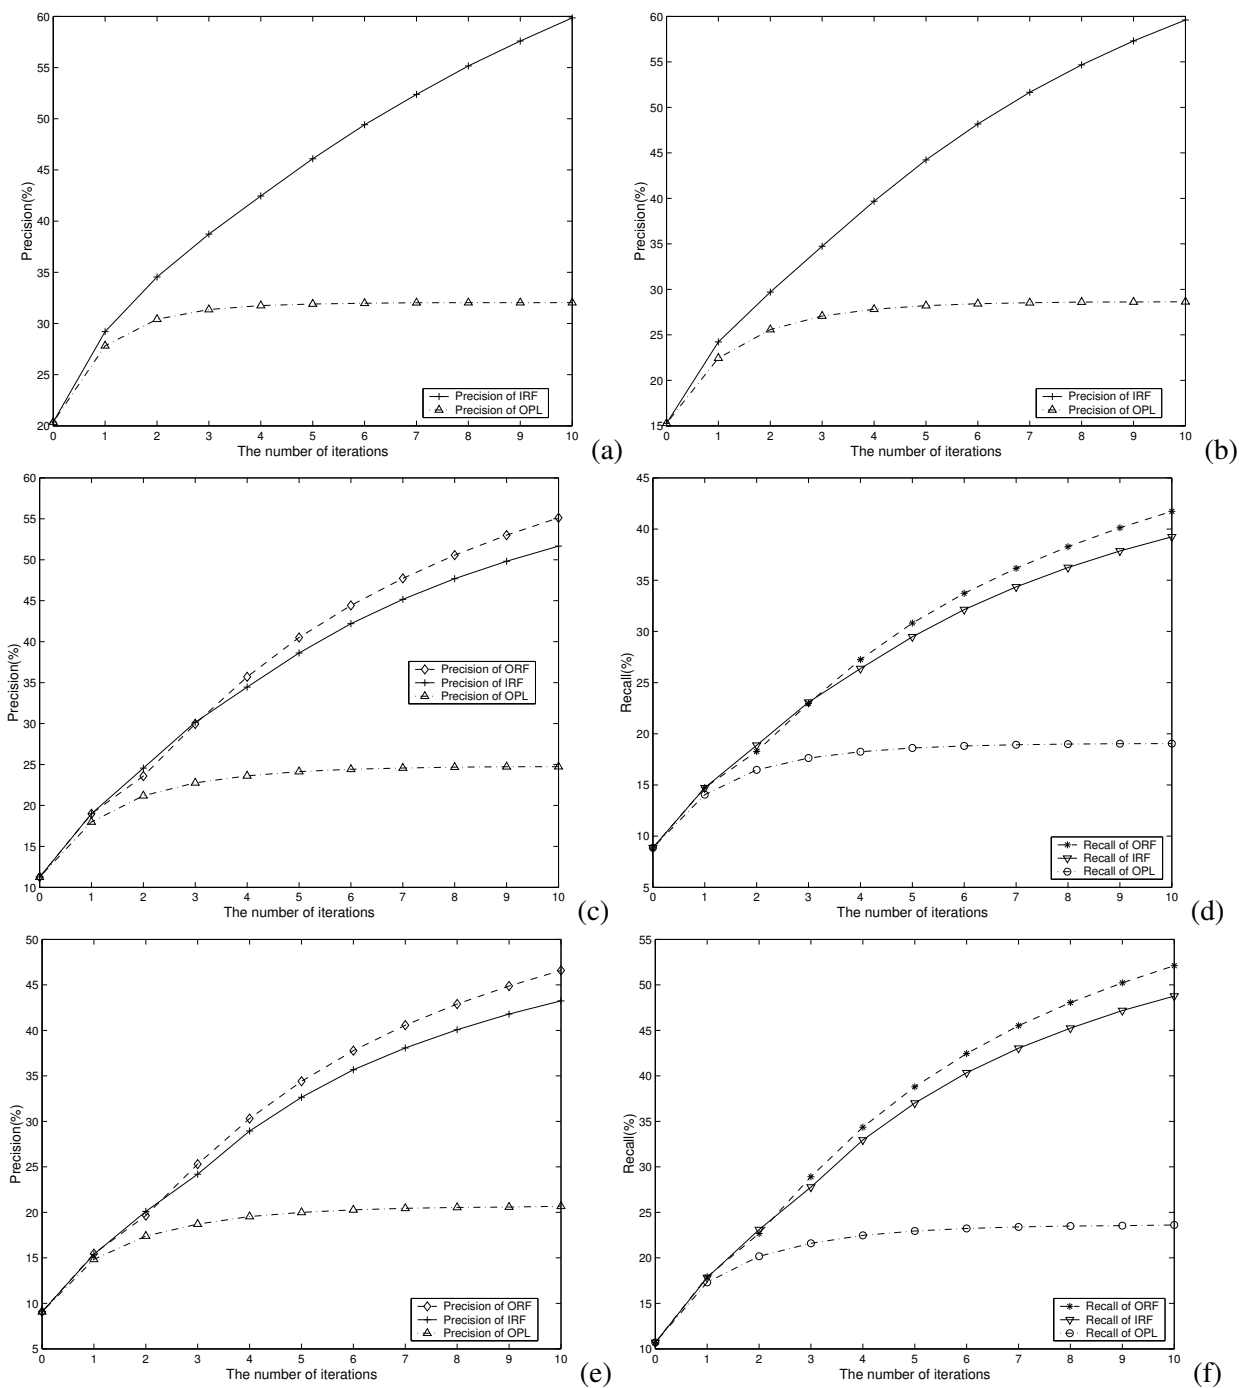 60
55
50
45
40
35
30
25
20
Precision(%)
Precision of IRF
Precision of OPL
0 1 2 3 4 5 6 7 8 9 10
The number of iterations
(a)
60
55
50
45
40
35
30
25
20
15
Precision(%)
Precision of IRF
Precision of OPL
0 1 2 3 4 5 6 7 8 9 10
The number of iterations
(b)
60
55
50
45
40
35
30
25
20
15
10
Precision(%)
Precision of ORF
Precision of IRF
Precision of OPL
0 1 2 3 4 5 6 7 8 9 10
The number of iterations
(c)
45
40
35
30
25
20
15
10
5
Recall(%)
Recall of ORF
Recall of IRF
Recall of OPL
0 1 2 3 4 5 6 7 8 9 10
The number of iterations
(d)
50
45
40
35
30
25
20
15
10
5
Precision(%)
Precision of ORF
Precision of IRF
Precision of OPL
0 1 2 3 4 5 6 7 8 9 10
The number of iterations
(e)
55
50
45
40
35
30
25
20
15
10
Recall(%)
Recall of ORF
Recall of IRF
Recall of OPL
0 1 2 3 4 5 6 7 8 9 10
The number of iterations
(f)